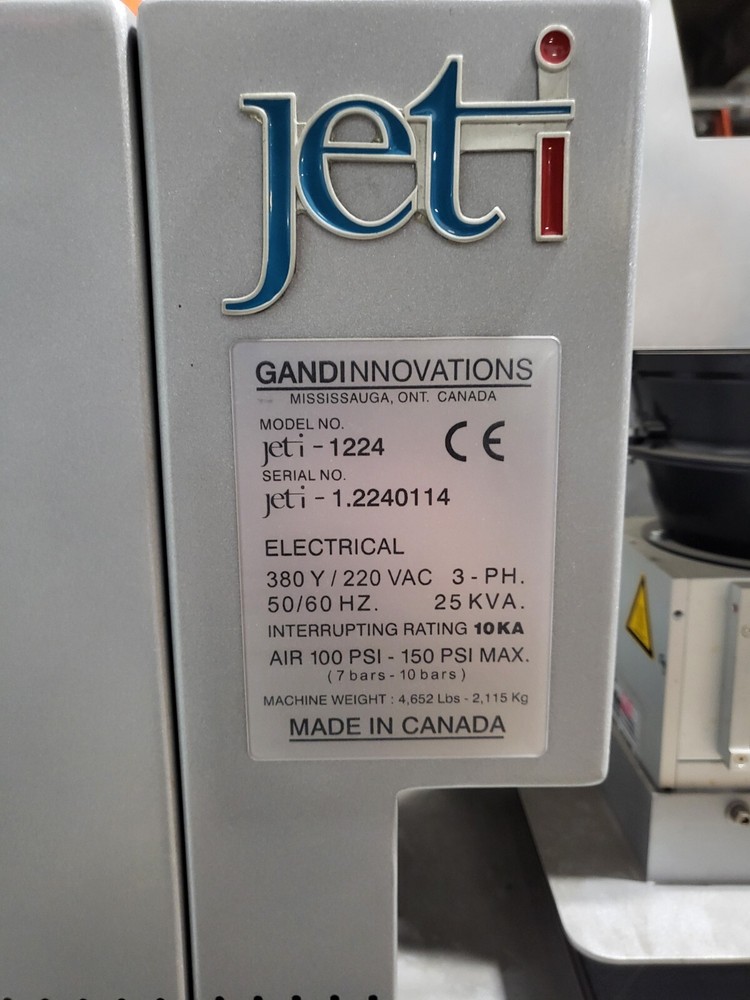 jeti
GANDINNOVATIONS
MISSISSAUGA, ONT. CANADA
MODEL NO.
jeti - 1224
CE
SERIAL NO.
jeti - 1.2240114
ELECTRICAL
380 Y / 220 VAC 3 - PH.
50/60 HZ. 25 KVA.
INTERRUPTING RATING 10KA
AIR 100 PSI - 150 PSI MAX.
( 7 bars - 10 bars )
MACHINE WEIGHT : 4,652 Lbs - 2,115 Kg
MADE IN CANADA